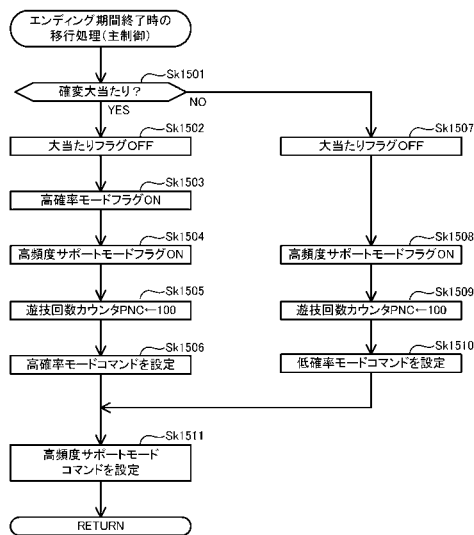 エンディング期間終了時の
移行処理(主制御)
Sk1501
確変大当たり？
YES
NO
Sk1502
大当たりフラグOFF
Sk1503
高確率モードフラグON
Sk1504
高頻度サポートモードフラグON
Sk1505
遊技回数カウンタPNC←100
Sk1506
高確率モードコマンドを設定
Sk1507
大当たりフラグOFF
Sk1508
高頻度サポートモードフラグON
Sk1509
遊技回数カウンタPNC←100
Sk1510
低確率モードコマンドを設定
Sk1511
高頻度サポートモード
コマンドを設定
RETURN